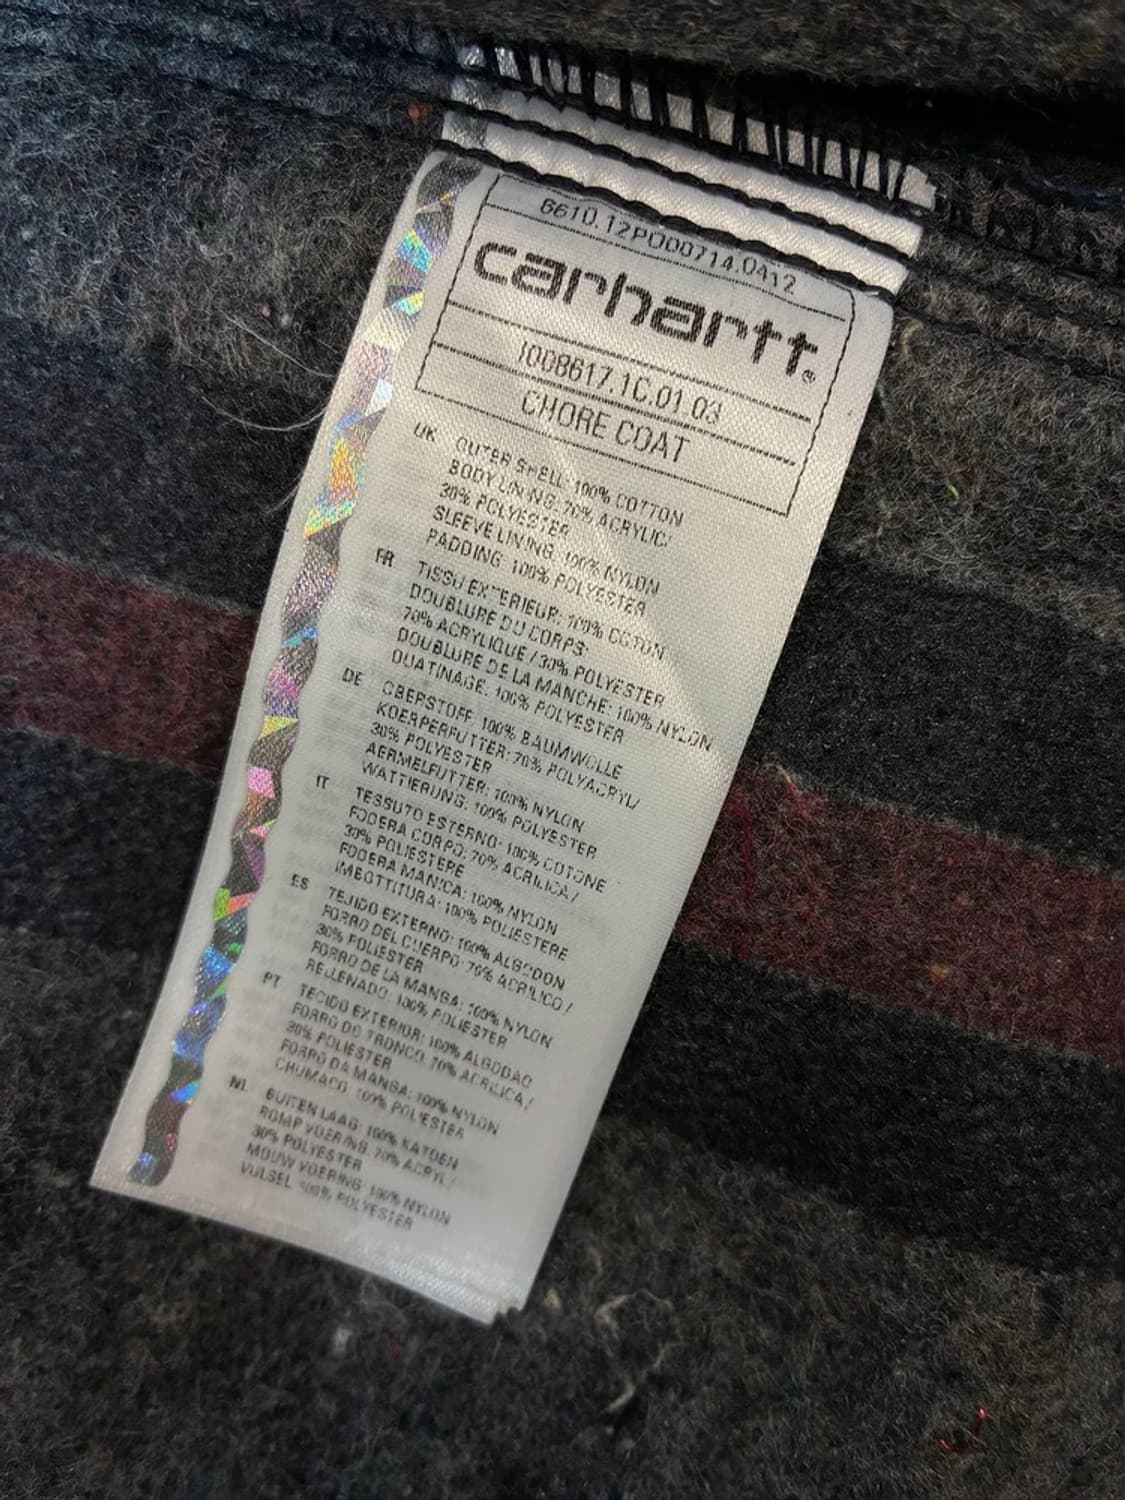 6610.12PO00714.0412
carhartt®
I008617.1C.01.03
CHORE COAT
UK OUTER SHELL: 100% COTTON
BODY LINING: 70% ACRYLIC/
30% POLYESTER
SLEEVE LINING: 100% NYLON
PADDING: 100% POLYESTER
FR TISSU EXTERIEUR: 100% COTON
DOUBLURE DU CORPS:
70% ACRYLIQUE / 30% POLYESTER
DOUBLURE DE LA MANCHE: 100% NYLON
OUATINAGE: 100% POLYESTER
DE OBERSTOFF: 100% BAUMWOLLE
KOERPERFUTTER: 70% POLYACRYL/
30% POLYESTER
AERMELFUTTER: 100% NYLON
WATTIERUNG: 100% POLYESTER
IT TESSUTO ESTERNO: 100% COTONE
FODERA CORPO: 70% ACRILICA /
30% POLIESTERE
FODERA MANICA: 100% NYLON
IMBOTTITURA: 100% POLIESTERE
ES TEJIDO EXTERNO: 100% ALGODON
FORRO DEL CUERPO: 70% ACRILICO /
30% POLIESTER
FORRO DE LA MANGA: 100% NYLON
RELLENADO: 100% POLIESTER
PT TECIDO EXTERIOR: 100% ALGODAO
FORRO DO TRONCO: 70% ACRILICA /
30% POLIESTER
FORRO DA MANGA: 100% NYLON
CHUMACO: 100% POLIESTER
NL BUITEN LAAG: 100% KATOEN
ROMP VOERING: 70% ACRYL /
30% POLYESTER
MOUW VOERING: 100% NYLON
VULSEL: 100% POLYESTER